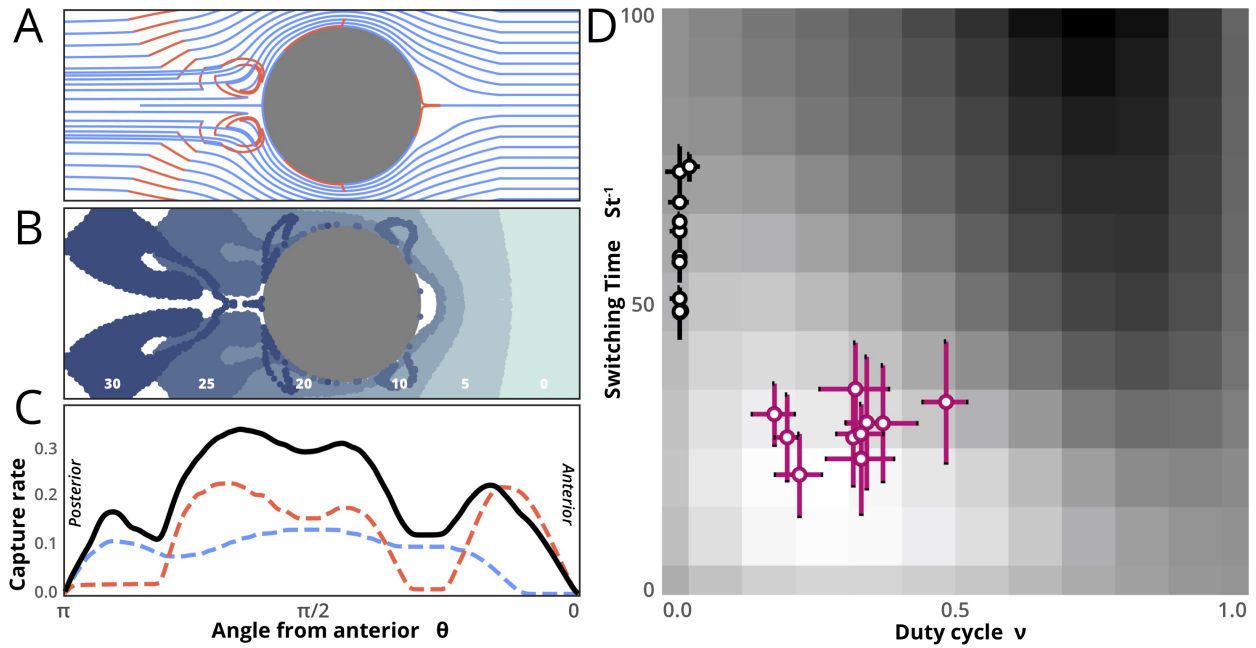 A
B
30 25 20 10 5 0
C
Capture rate
0.3
0.2
0.1
0.0
Posterior
Anterior
π π/2 0
Angle from anterior θ
D
Switching Time St⁻¹
100
50
0
0.0 0.5 1.0
Duty cycle ν